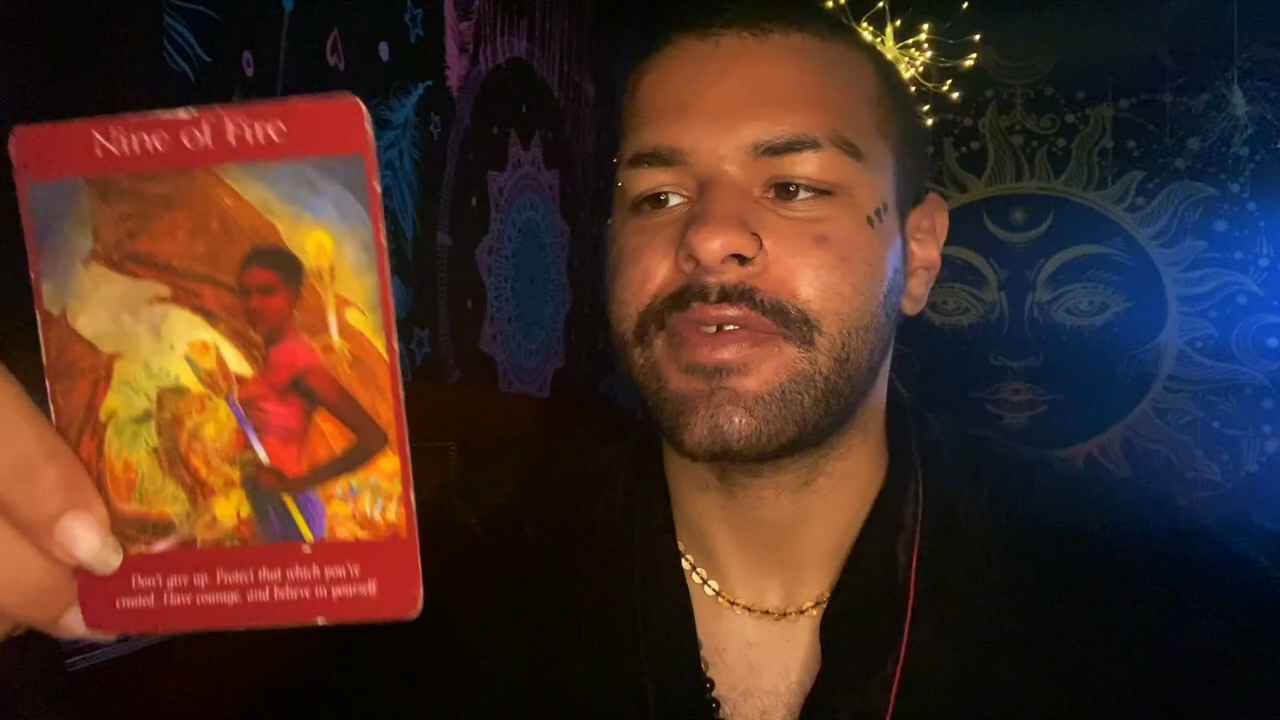 Nine of Fire
Don't give up. Protect that which you've
created. Have courage, and believe in yourself.